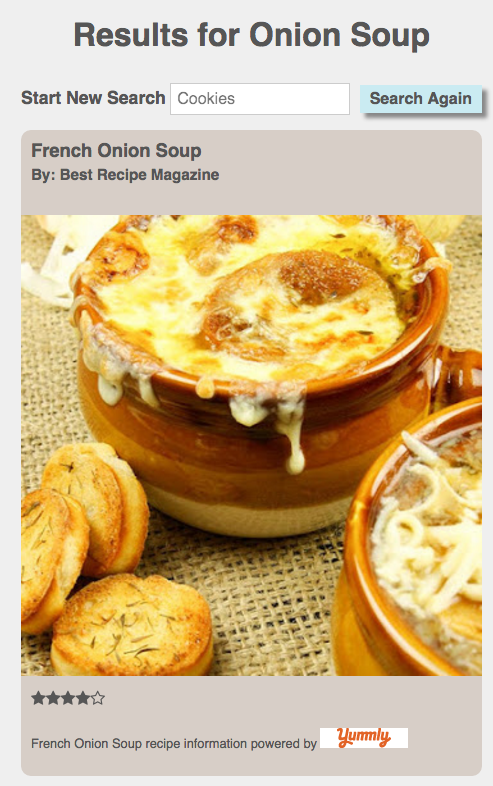 Results for Onion Soup
Start New Search Cookies Search Again
French Onion Soup
By: Best Recipe Magazine
French Onion Soup recipe information powered by Yummly